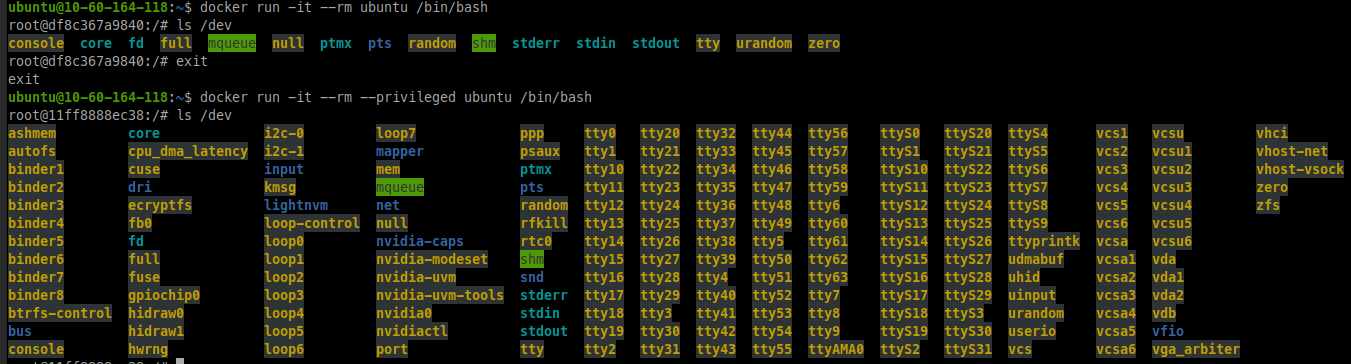 ubuntu@10-60-164-118:~$ docker run -it --rm ubuntu /bin/bash
root@df8c367a9840:/# ls /dev
console core fd full mqueue null ptmx pts random shm stderr stdin stdout tty urandom zero
root@df8c367a9840:/# exit
exit
ubuntu@10-60-164-118:~$ docker run -it --rm --privileged ubuntu /bin/bash
root@11ff8888ec38:/# ls /dev
ashmem core i2c-0 loop7 ppp tty0 tty20 tty32 tty44 tty56 ttyS0 ttyS20 ttyS4 vcs1 vcsu vhci
autofs cpu_dma_latency i2c-1 mapper psaux tty1 tty21 tty33 tty45 tty57 ttyS1 ttyS21 ttyS5 vcs2 vcsu1 vhost-net
binder1 cuse input mem ptmx tty10 tty22 tty34 tty46 tty58 ttyS10 ttyS22 ttyS6 vcs3 vcsu2 vhost-vsock
binder2 dri kmsg mqueue pts tty11 tty23 tty35 tty47 tty59 ttyS11 ttyS23 ttyS7 vcs4 vcsu3 zero
binder3 ecryptfs lightnvm net random tty12 tty24 tty36 tty48 tty6 ttyS12 ttyS24 ttyS8 vcs5 vcsu4 zfs
binder4 fb0 loop-control null rfkill tty13 tty25 tty37 tty49 tty60 ttyS13 ttyS25 ttyS9 vcs6 vcsu5
binder5 fd loop0 nvidia-caps rtc0 tty14 tty26 tty38 tty5 tty61 ttyS14 ttyS26 ttyprintk vcsa vcsu6
binder6 full loop1 nvidia-modeset shm tty15 tty27 tty39 tty50 tty62 ttyS15 ttyS27 udmabuf vcsa1 vda
binder7 fuse loop2 nvidia-uvm snd tty16 tty28 tty4 tty51 tty63 ttyS16 ttyS28 uhid vcsa2 vda1
binder8 gpiochip0 loop3 nvidia-uvm-tools stderr tty17 tty29 tty40 tty52 tty7 ttyS17 ttyS29 uinput vcsa3 vda2
btrfs-control hidraw0 loop4 nvidia0 stdin tty18 tty3 tty41 tty53 tty8 ttyS18 ttyS3 urandom vcsa4 vdb
bus hidraw1 loop5 nvidiactl stdout tty19 tty30 tty42 tty54 tty9 ttyS19 ttyS30 userio vcsa5 vfio
console hwrng loop6 port tty tty2 tty31 tty43 tty55 ttyAMA0 ttyS2 ttyS31 vcs vcsa6 vga_arbiter
root@11ff8888ec38:/#